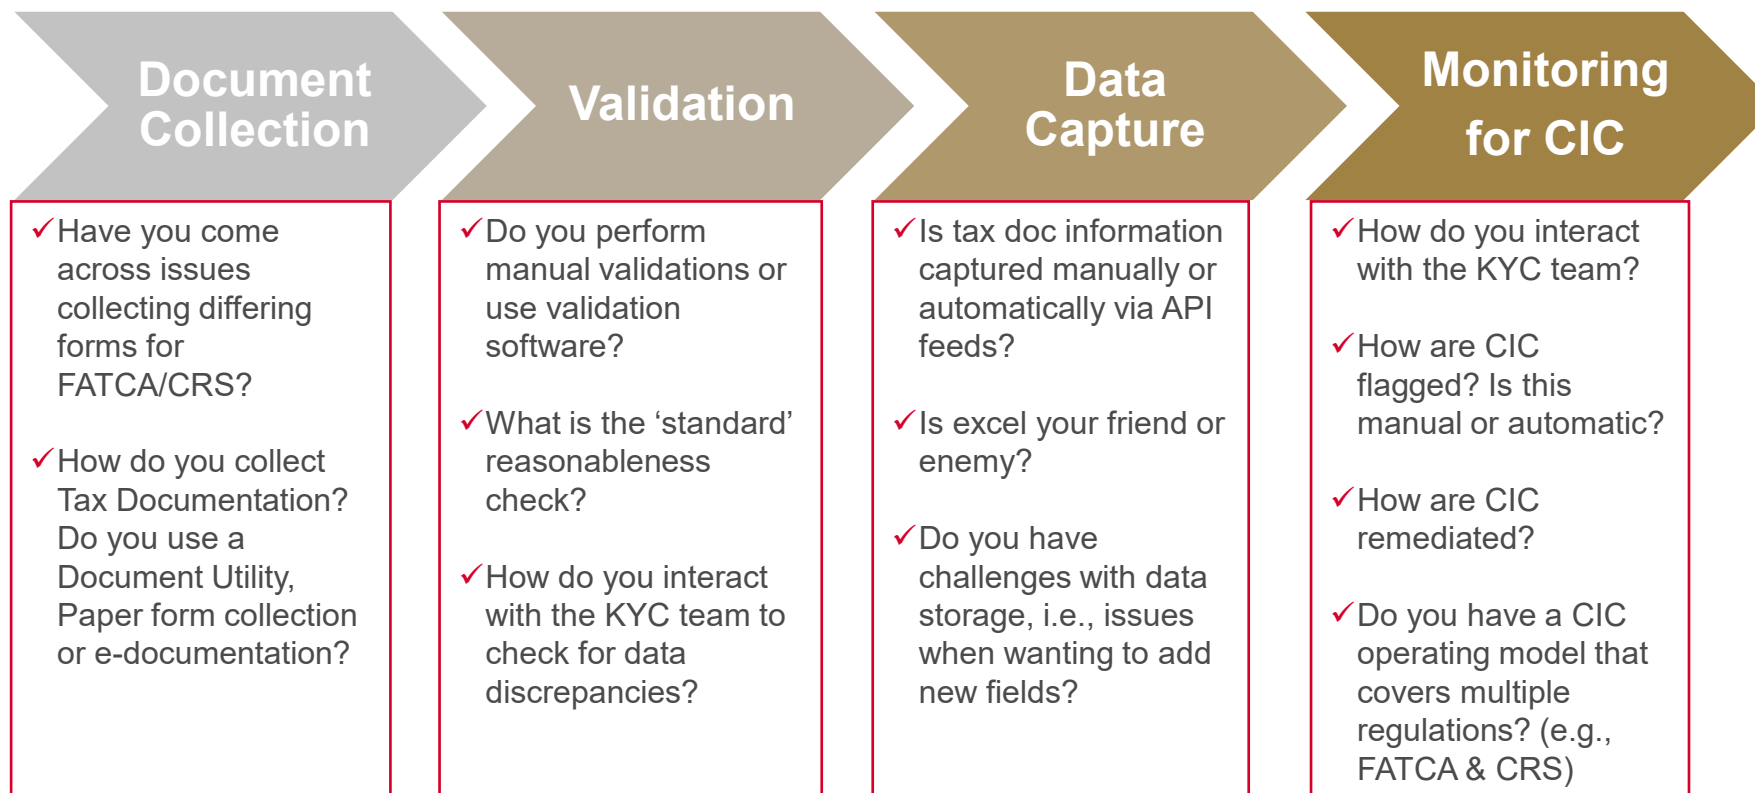 Document
Collection
Validation
Data
Capture
Monitoring
for CIC
✓Have you come
across issues
collecting differing
forms for
FATCA/CRS?
✓How do you collect
Tax Documentation?
Do you use a
Document Utility,
Paper form collection
or e-documentation?
✓Do you perform
manual validations or
use validation
software?
✓What is the ‘standard’
reasonableness
check?
✓How do you interact
with the KYC team to
check for data
discrepancies?
✓Is tax doc information
captured manually or
automatically via API
feeds?
✓Is excel your friend or
enemy?
✓Do you have
challenges with data
storage, i.e., issues
when wanting to add
new fields?
✓How do you interact
with the KYC team?
✓How are CIC
flagged? Is this
manual or automatic?
✓How are CIC
remediated?
✓Do you have a CIC
operating model that
covers multiple
regulations? (e.g.,
FATCA & CRS)